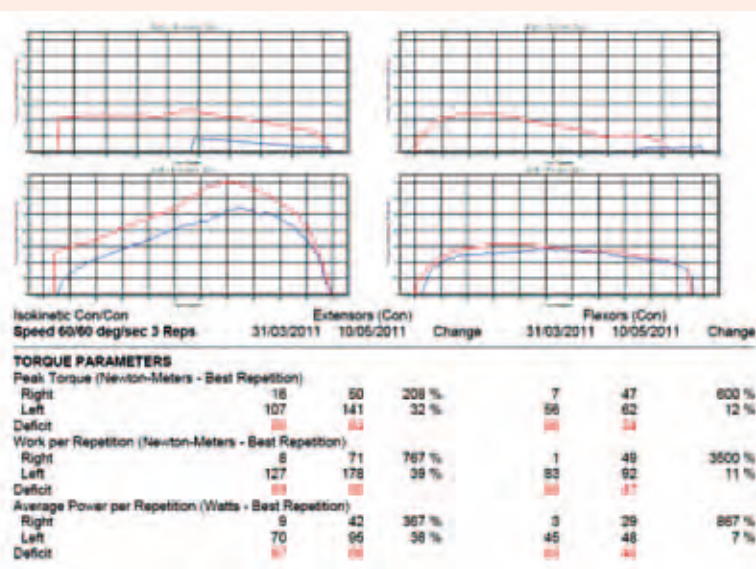 Isokinetic Con/Con Extensors (Con) Flexors (Con)
Speed 60/60 deg/sec 3 Reps 31/03/2011 10/05/2011 Change 31/03/2011 10/05/2011 Change
TORQUE PARAMETERS
Peak Torque (Newton-Meters - Best Repetition)
Right 16 50 208 % 7 47 600 %
Left 107 141 32 % 56 62 12 %
Deficit
Work per Repetition (Newton-Meters - Best Repetition)
Right 8 71 767 % 1 49 3500 %
Left 127 178 39 % 83 92 11 %
Deficit
Average Power per Repetition (Watts - Best Repetition)
Right 9 42 367 % 3 29 867 %
Left 70 95 38 % 45 48 7 %
Deficit